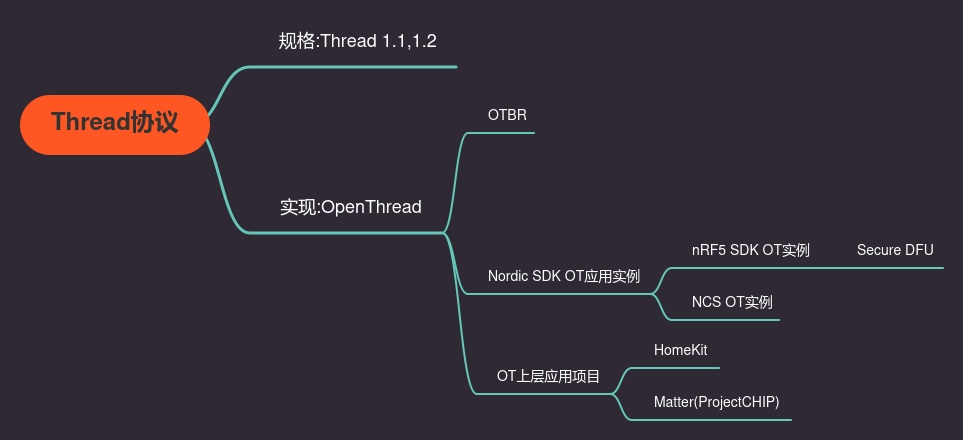 Thread协议
规格:Thread 1.1,1.2
实现:OpenThread
OTBR
Nordic SDK OT应用实例
nRF5 SDK OT实例
Secure DFU
NCS OT实例
OT上层应用项目
HomeKit
Matter(ProjectCHIP)